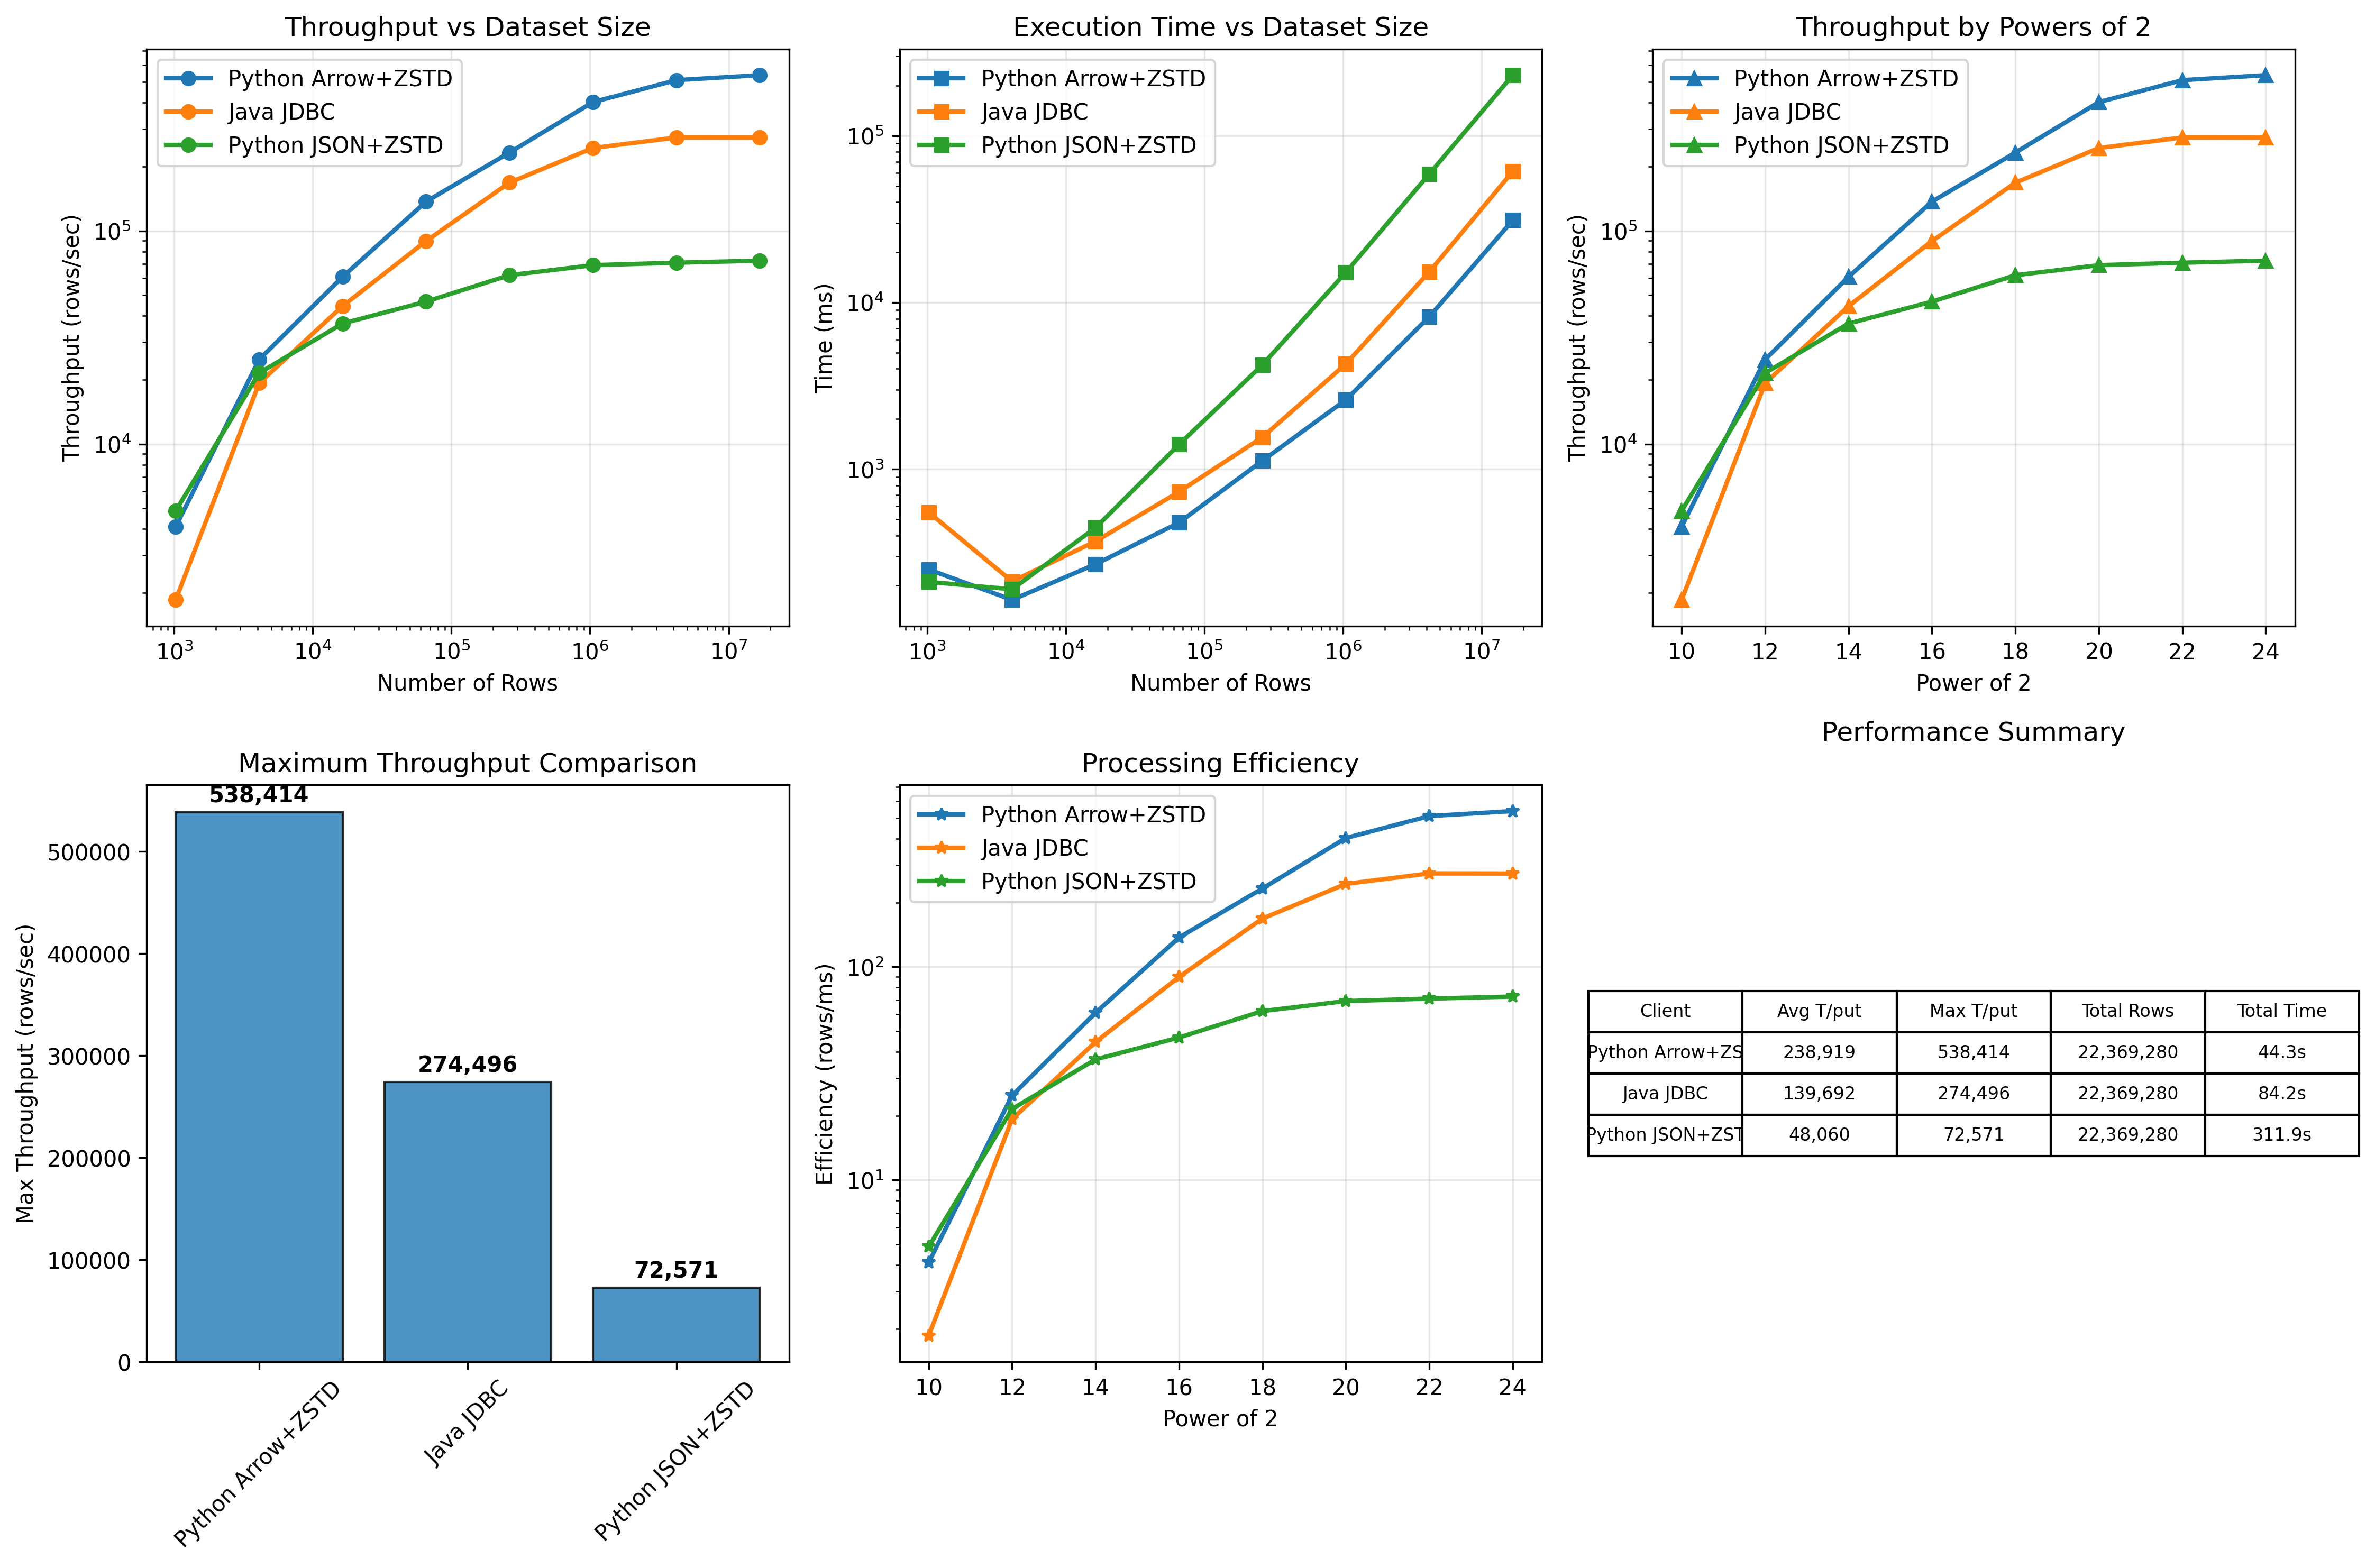 Throughput vs Dataset Size
Python Arrow+ZSTD
Java JDBC
Python JSON+ZSTD
10⁵
10⁴
Throughput (rows/sec)
10³ 10⁴ 10⁵ 10⁶ 10⁷
Number of Rows
Execution Time vs Dataset Size
Python Arrow+ZSTD
Java JDBC
Python JSON+ZSTD
10⁵
10⁴
10³
Time (ms)
10³ 10⁴ 10⁵ 10⁶ 10⁷
Number of Rows
Throughput by Powers of 2
Python Arrow+ZSTD
Java JDBC
Python JSON+ZSTD
10⁵
10⁴
Throughput (rows/sec)
10 12 14 16 18 20 22 24
Power of 2
Maximum Throughput Comparison
538,414
274,496
72,571
500000
400000
300000
200000
100000
0
Max Throughput (rows/sec)
Python Arrow+ZSTD
Java JDBC
Python JSON+ZSTD
Processing Efficiency
Python Arrow+ZSTD
Java JDBC
Python JSON+ZSTD
10²
10¹
Efficiency (rows/ms)
10 12 14 16 18 20 22 24
Power of 2
Performance Summary
Client Avg T/put Max T/put Total Rows Total Time
Python Arrow+ZS 238,919 538,414 22,369,280 44.3s
Java JDBC 139,692 274,496 22,369,280 84.2s
Python JSON+ZST 48,060 72,571 22,369,280 311.9s